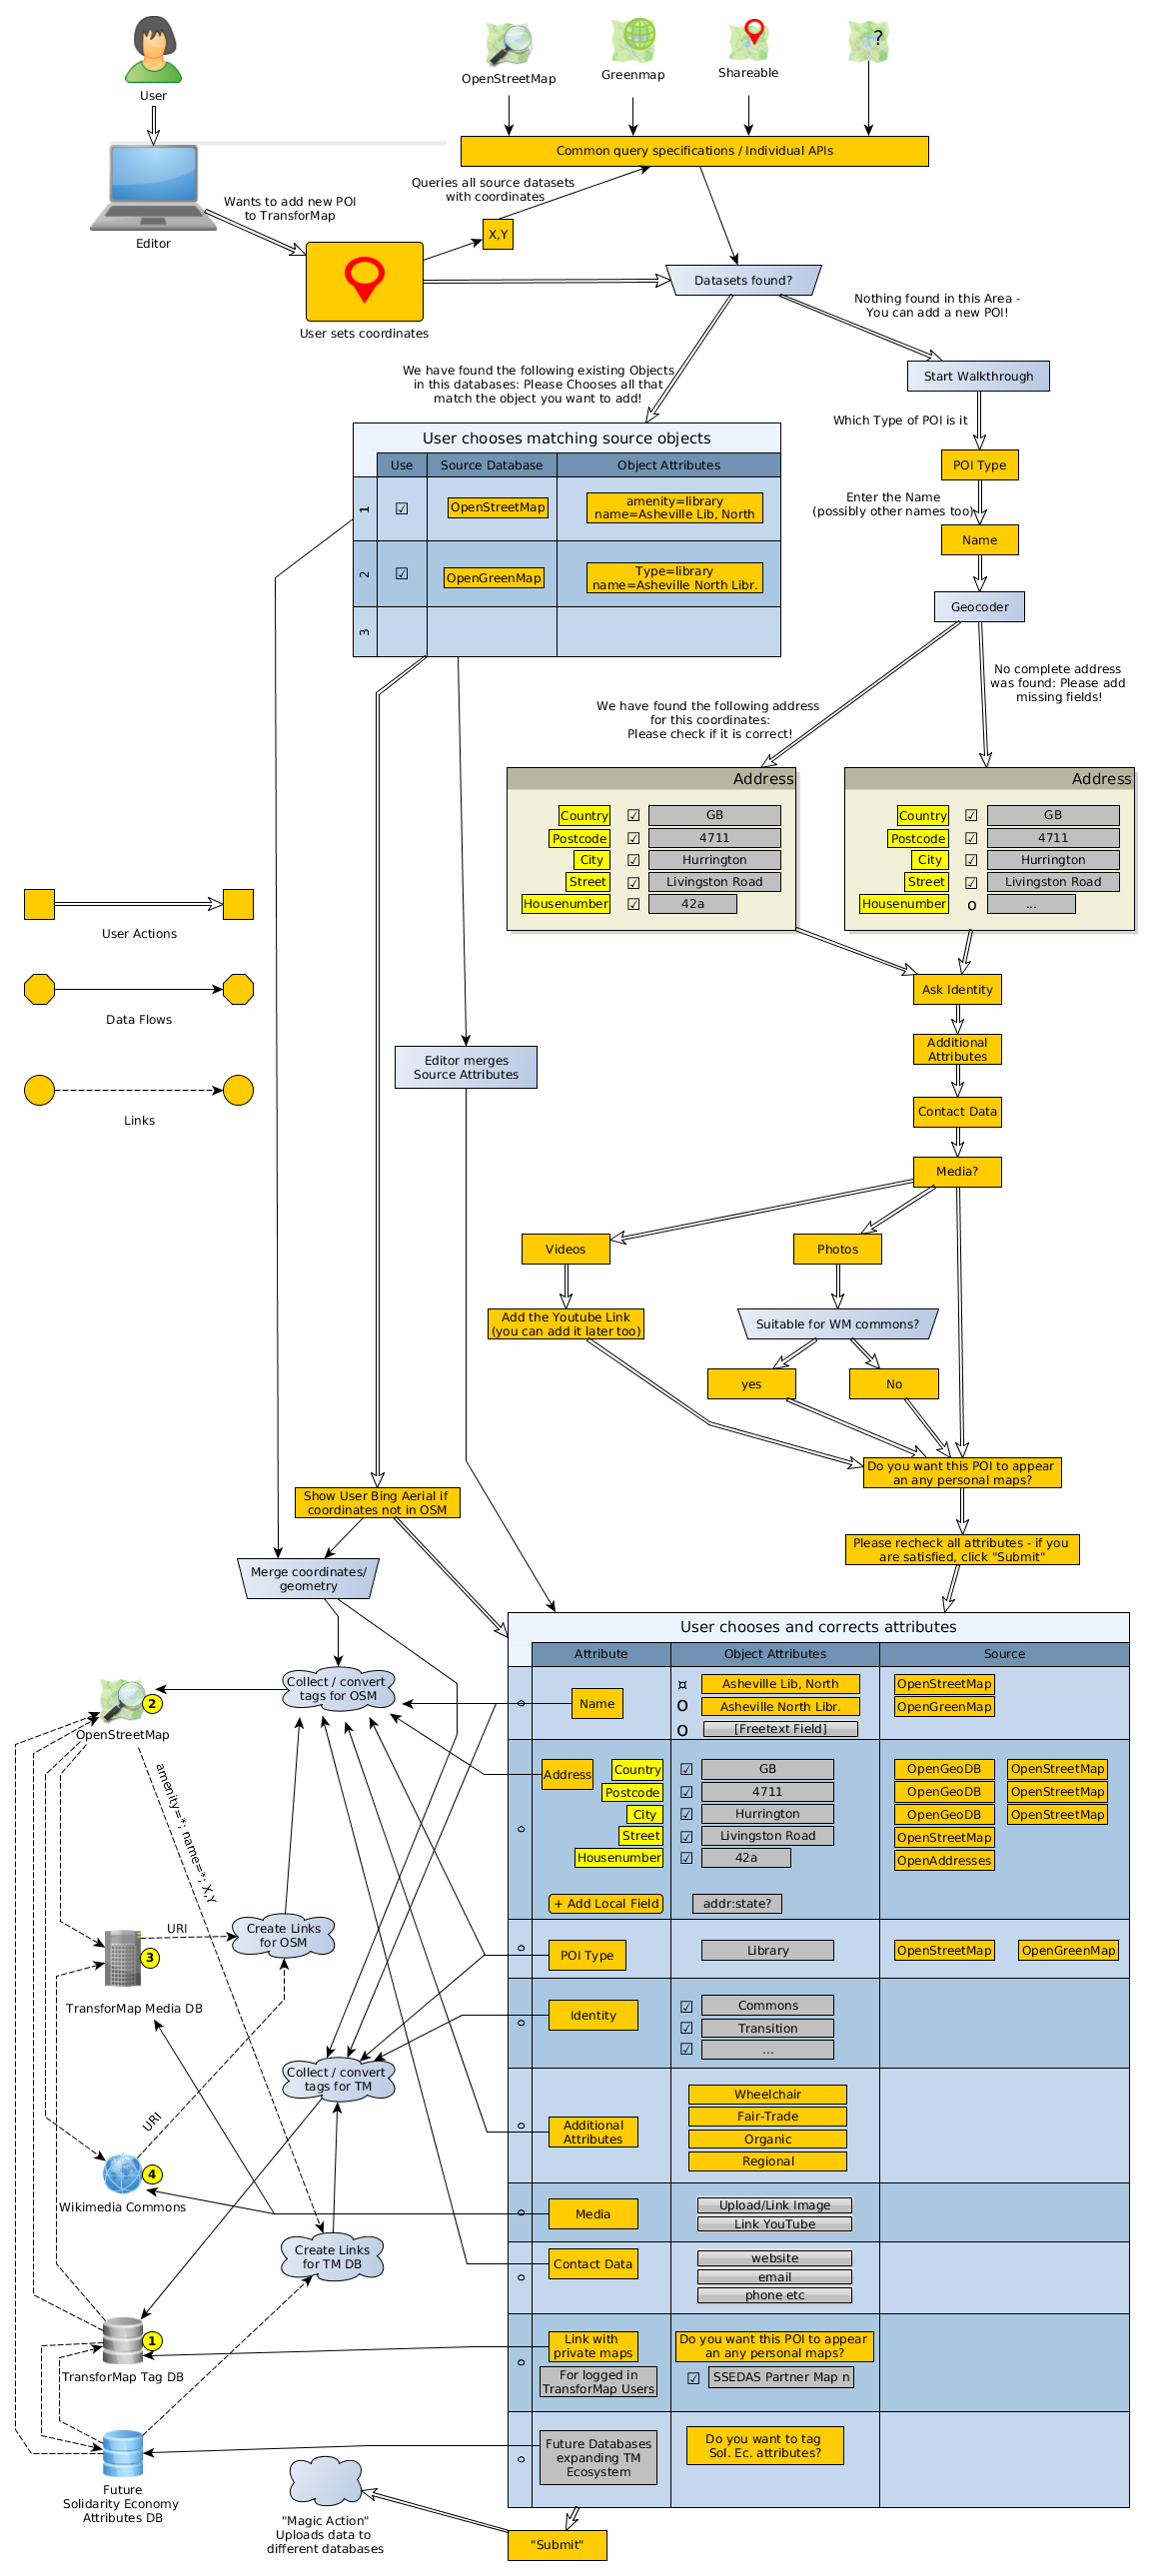 User
OpenStreetMap
Greenmap
Shareable
?
Common query specifications / Individual APIs
Queries all source datasets
with coordinates
Wants to add new POI
to TransforMap
Editor
X,Y
Datasets found?
User sets coordinates
Nothing found in this Area -
You can add a new POI!
We have found the following existing Objects
in this databases: Please Chooses all that
match the object you want to add!
Start Walkthrough
Which Type of POI is it
POI Type
Enter the Name
(possibly other names too)
Name
Geocoder
User chooses matching source objects
Use
Source Database
Object Attributes
1
☑
OpenStreetMap
amenity=library
name=Asheville Lib, North
2
☑
OpenGreenMap
Type=library
name=Asheville North Libr.
3
No complete address
was found: Please add
missing fields!
We have found the following address
for this coordinates:
Please check if it is correct!
Address
Country ☑ GB
Postcode ☑ 4711
City ☑ Hurrington
Street ☑ Livingston Road
Housenumber ☑ 42a
Address
Country ☑ GB
Postcode ☑ 4711
City ☑ Hurrington
Street ☑ Livingston Road
Housenumber o ...
User Actions
Data Flows
Links
Ask Identity
Additional
Attributes
Contact Data
Media?
Editor merges
Source Attributes
Videos
Photos
Add the Youtube Link
(you can add it later too)
Suitable for WM commons?
yes
No
Do you want this POI to appear
an any personal maps?
Please recheck all attributes - if you
are satisfied, click "Submit"
Show User Bing Aerial if
coordinates not in OSM
Merge coordinates/
geometry
Collect / convert
tags for OSM
2
OpenStreetMap
amenity=*; name=*; X,Y
URI
Create Links
for OSM
3
TransforMap Media DB
Collect / convert
tags for TM
URI
4
Wikimedia Commons
Create Links
for TM DB
1
TransforMap Tag DB
Future
Solidarity Economy
Attributes DB
"Magic Action"
Uploads data to
different databases
User chooses and corrects attributes
Attribute
Object Attributes
Source
o
Name
¤ Asheville Lib, North
OpenStreetMap
o Asheville North Libr.
OpenGreenMap
o [Freetext Field]
o
Address
Country ☑ GB OpenGeoDB OpenStreetMap
Postcode ☑ 4711 OpenGeoDB OpenStreetMap
City ☑ Hurrington OpenGeoDB OpenStreetMap
Street ☑ Livingston Road OpenStreetMap
Housenumber ☑ 42a OpenAddresses
+ Add Local Field
addr:state?
o
POI Type
Library
OpenStreetMap
OpenGreenMap
o
Identity
☑ Commons
☑ Transition
☑ ...
o
Additional
Attributes
Wheelchair
Fair-Trade
Organic
Regional
o
Media
Upload/Link Image
Link YouTube
o
Contact Data
website
email
phone etc
o
Link with
private maps
For logged in
TransforMap Users
Do you want this POI to appear
an any personal maps?
☑ SSEDAS Partner Map n
o
Future Databases
expanding TM
Ecosystem
Do you want to tag
Sol. Ec. attributes?
"Submit"